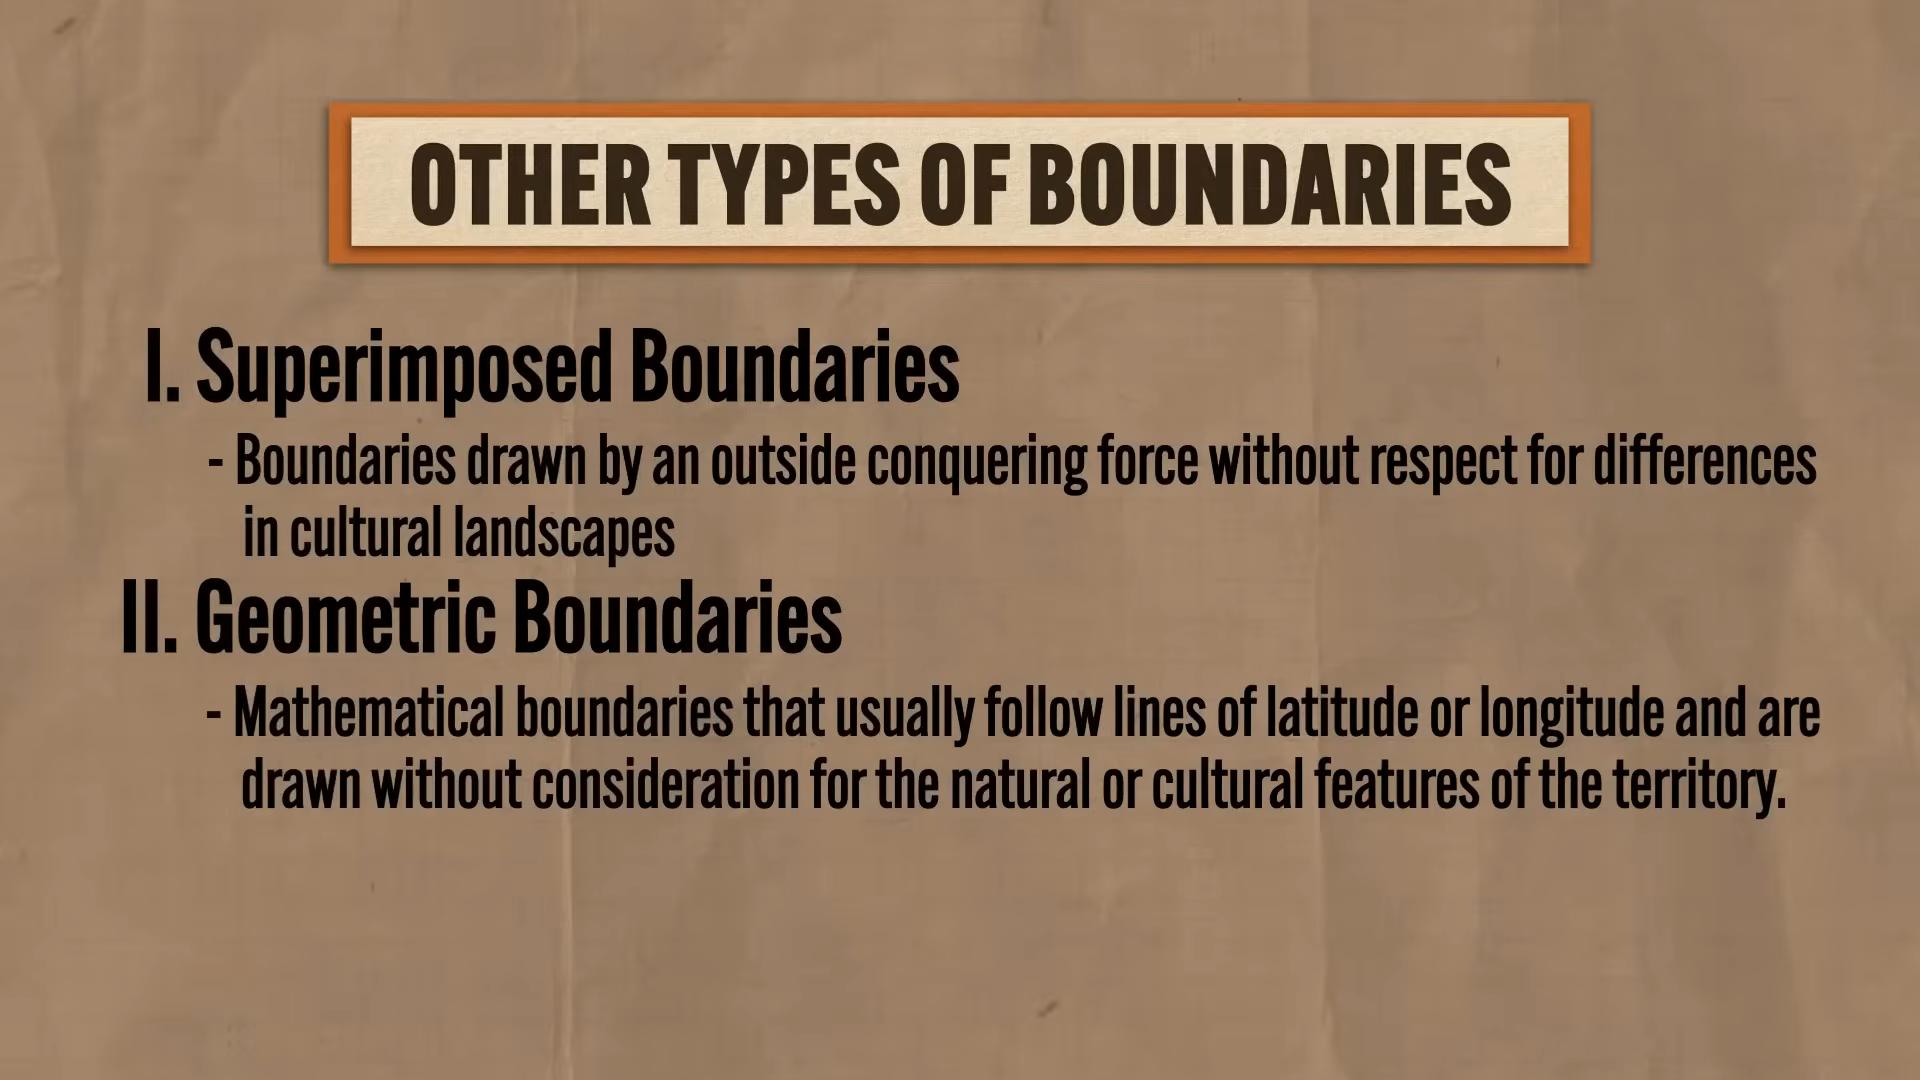 OTHER TYPES OF BOUNDARIES
I. Superimposed Boundaries
- Boundaries drawn by an outside conquering force without respect for differences
in cultural landscapes
II. Geometric Boundaries
- Mathematical boundaries that usually follow lines of latitude or longitude and are
drawn without consideration for the natural or cultural features of the territory.